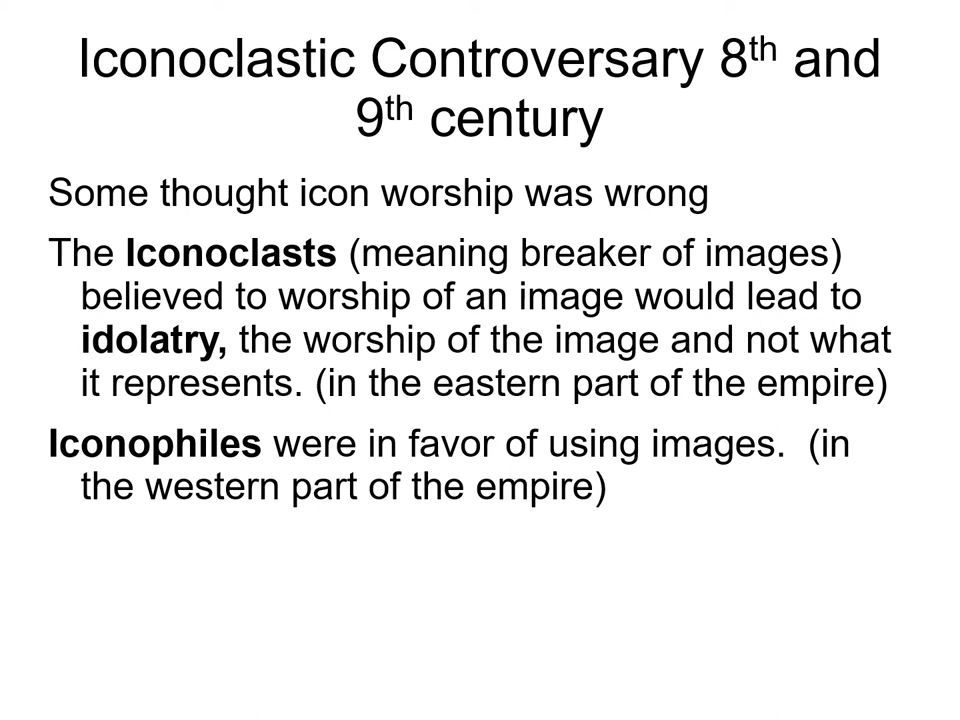 Iconoclastic Controversary 8th and
9th century
Some thought icon worship was wrong
The Iconoclasts (meaning breaker of images)
believed to worship of an image would lead to
idolatry, the worship of the image and not what
it represents. (in the eastern part of the empire)
Iconophiles were in favor of using images.  (in
the western part of the empire)